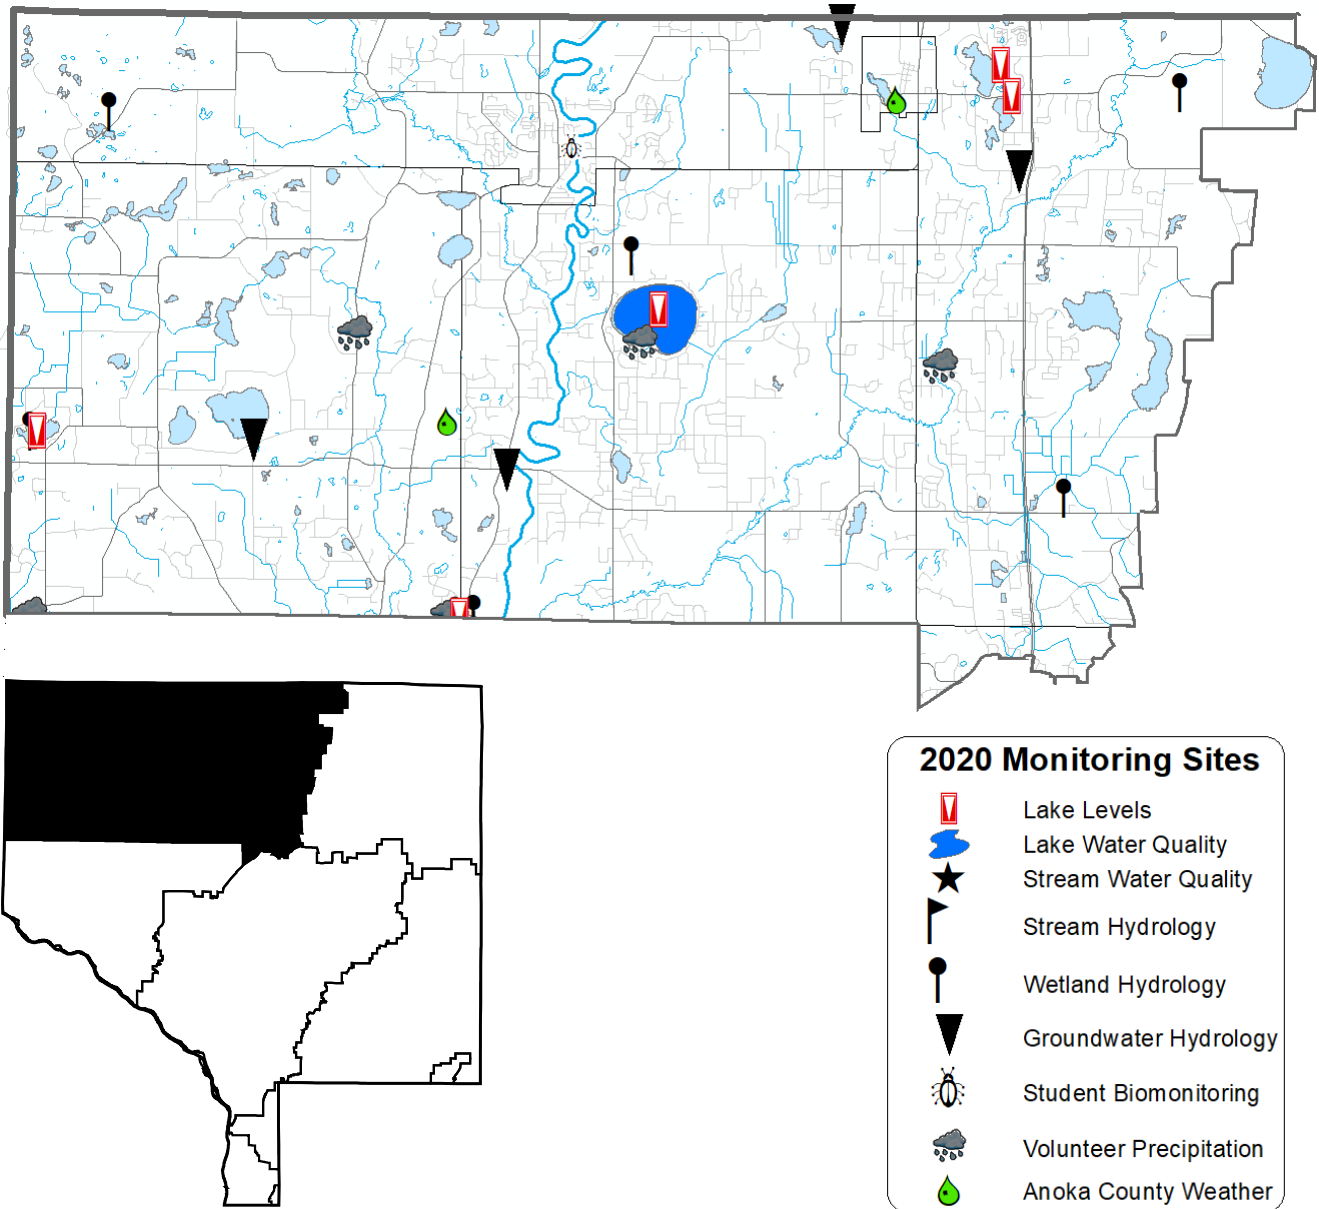 2020 Monitoring Sites
Lake Levels
Lake Water Quality
Stream Water Quality
Stream Hydrology
Wetland Hydrology
Groundwater Hydrology
Student Biomonitoring
Volunteer Precipitation
Anoka County Weather